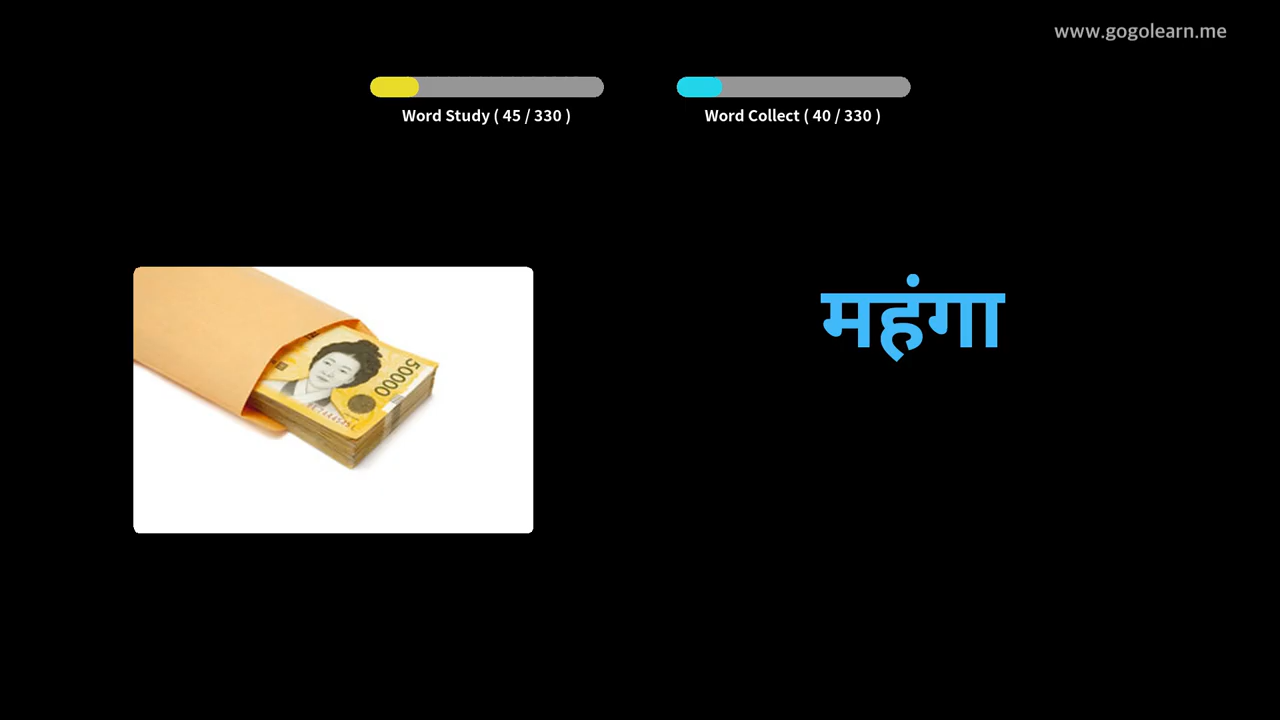 www.gogolearn.me
Word Study ( 45 / 330 )
Word Collect ( 40 / 330 )
महंगा
50000